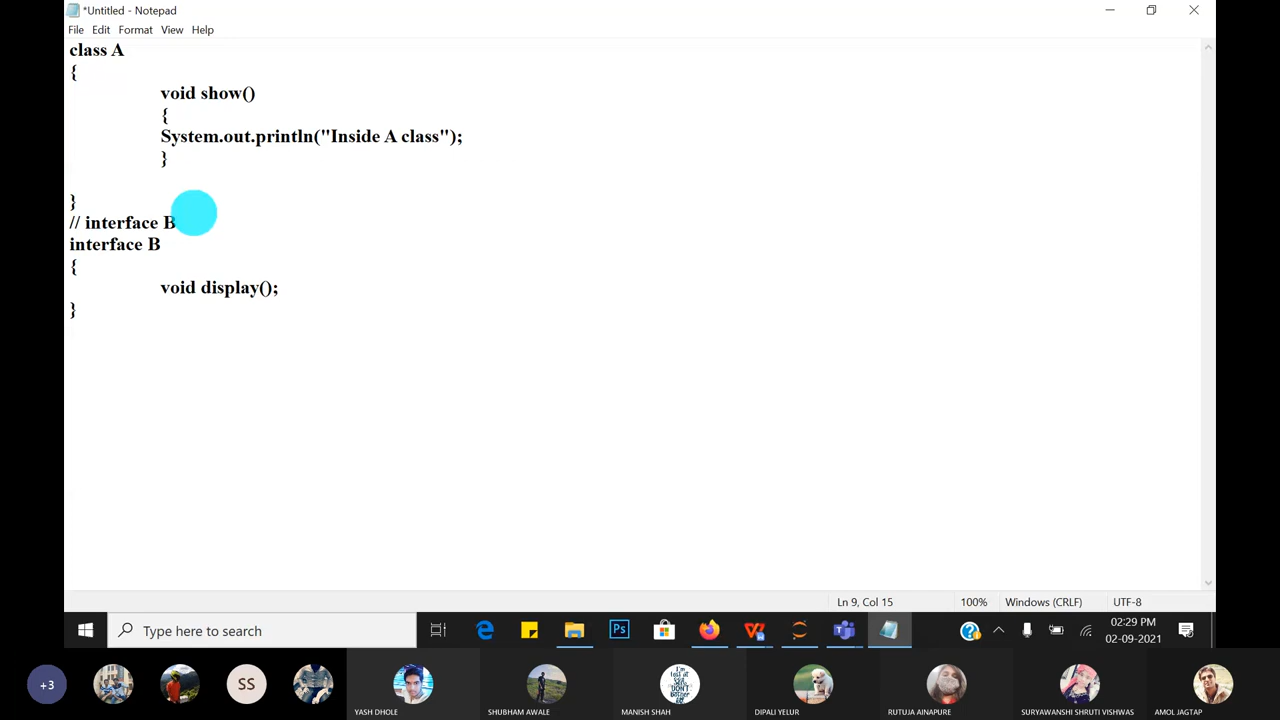 *Untitled - Notepad
File Edit Format View Help
class A
{
void show()
{
System.out.println("Inside A class");
}
}
// interface B
interface B
{
void display();
}
Ln 9, Col 15 100% Windows (CRLF) UTF-8
Type here to search
Ps
02:29 PM
02-09-2021
+3 SS
YASH DHOLE SHUBHAM AWALE MANISH SHAH DIPALI YELUR RUTUJA AINAPURE SURYAWANSHI SHRUTI VISHWAS AMOL JAGTAP